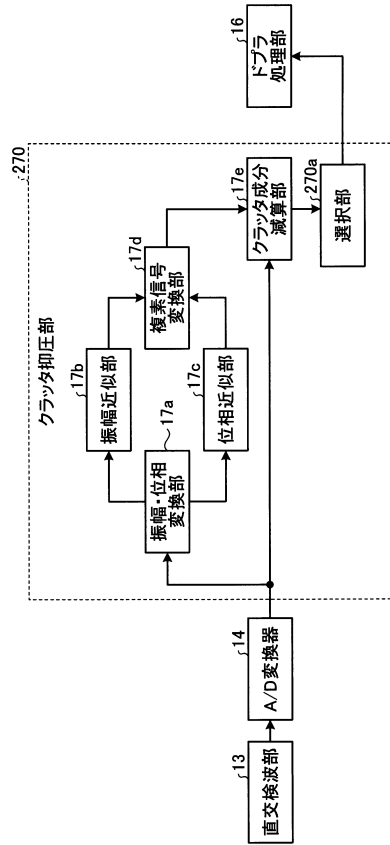 13
直交検波部
14
A/D変換器
270
クラッタ抑圧部
17a
振幅・位相
変換部
17b
振幅近似部
17c
位相近似部
17d
複素信号
変換部
17e
クラッタ成分
減算部
270a
選択部
16
ドプラ
処理部